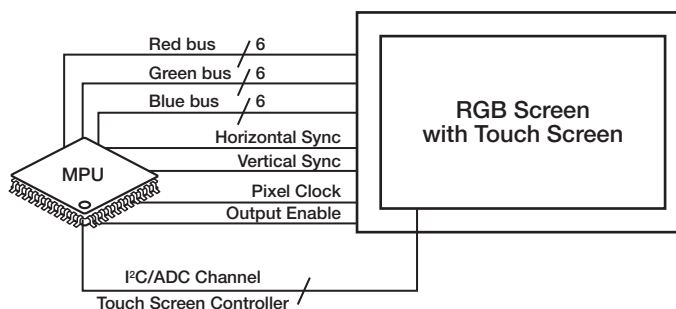 Red bus 6
Green bus 6
Blue bus 6
Horizontal Sync
Vertical Sync
Pixel Clock
Output Enable
MPU
RGB Screen
with Touch Screen
I²C/ADC Channel
Touch Screen Controller